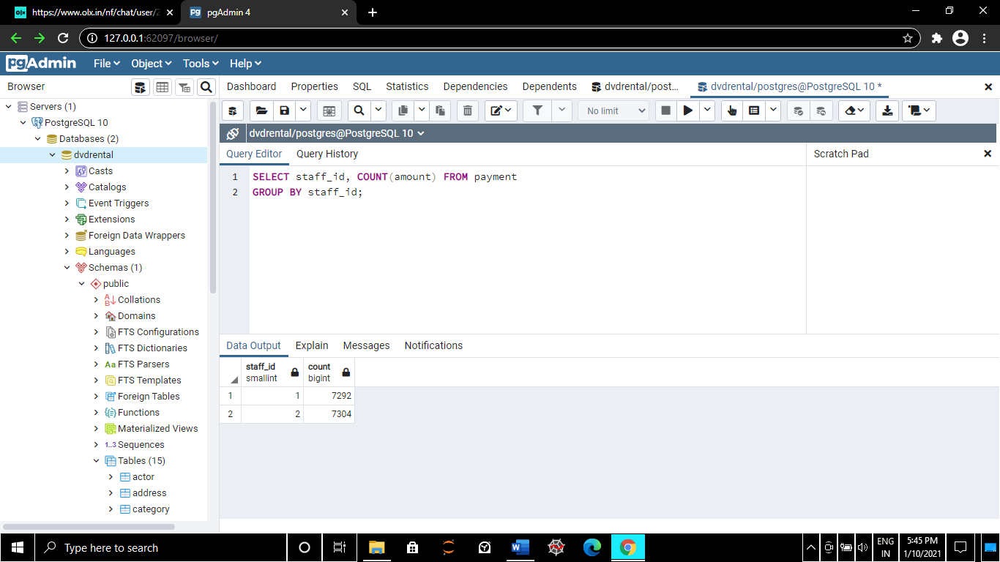 https://www.olx.in/nf/chat/user/2
pgAdmin 4
127.0.0.1:62097/browser/
pgAdmin File Object Tools Help
Browser
Dashboard Properties SQL Statistics Dependencies Dependents dvdrental/post... dvdrental/postgres@PostgreSQL 10 *
No limit
dvdrental/postgres@PostgreSQL 10
Query Editor Query History Scratch Pad
1 SELECT staff_id, COUNT(amount) FROM payment
2 GROUP BY staff_id;
Servers (1)
PostgreSQL 10
Databases (2)
dvdrental
Casts
Catalogs
Event Triggers
Extensions
Foreign Data Wrappers
Languages
Schemas (1)
public
Collations
Domains
FTS Configurations
FTS Dictionaries
Aa FTS Parsers
FTS Templates
Foreign Tables
Functions
Materialized Views
1..3 Sequences
Tables (15)
actor
address
category
Data Output Explain Messages Notifications
staff_id count
smallint bigint
1 1 7292
2 2 7304
Type here to search
ENG
IN
5:45 PM
1/10/2021